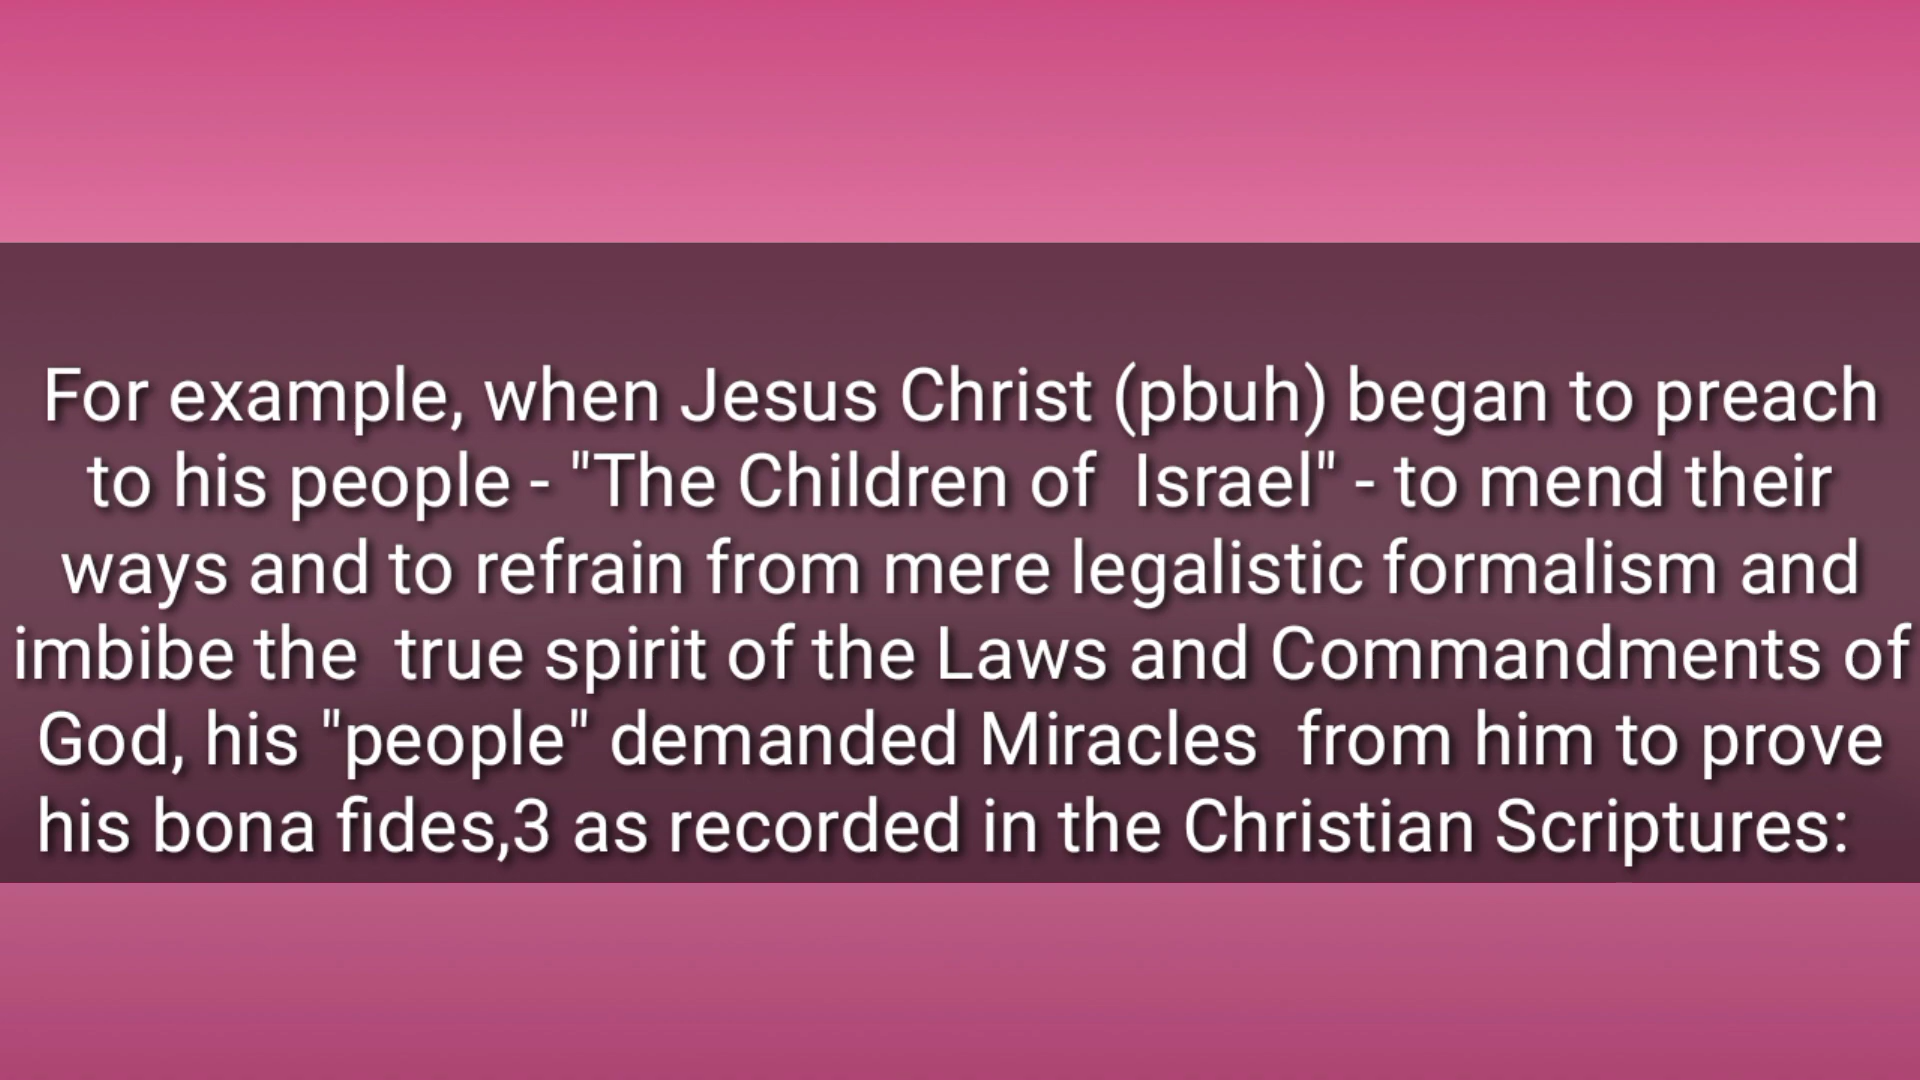 For example, when Jesus Christ (pbuh) began to preach
to his people - "The Children of  Israel" - to mend their
ways and to refrain from mere legalistic formalism and
imbibe the  true spirit of the Laws and Commandments of
God, his "people" demanded Miracles  from him to prove
his bona fides,3 as recorded in the Christian Scriptures: